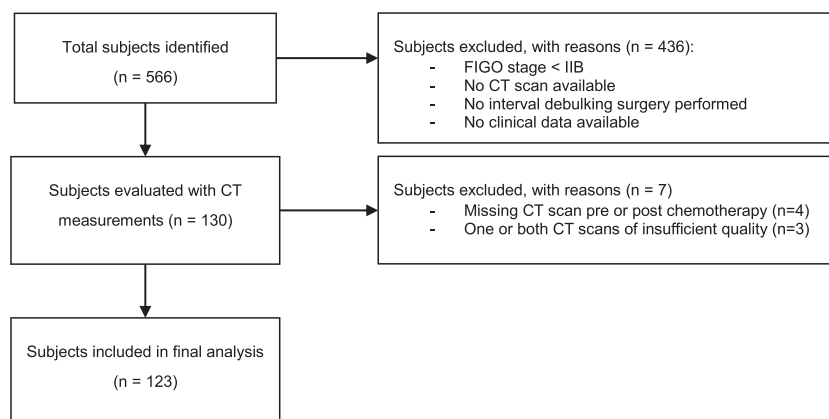 Total subjects identified
(n = 566)
Subjects excluded, with reasons (n = 436):
- FIGO stage < IIB
- No CT scan available
- No interval debulking surgery performed
- No clinical data available
Subjects evaluated with CT
measurements (n = 130)
Subjects excluded, with reasons (n = 7)
- Missing CT scan pre or post chemotherapy (n=4)
- One or both CT scans of insufficient quality (n=3)
Subjects included in final analysis
(n = 123)